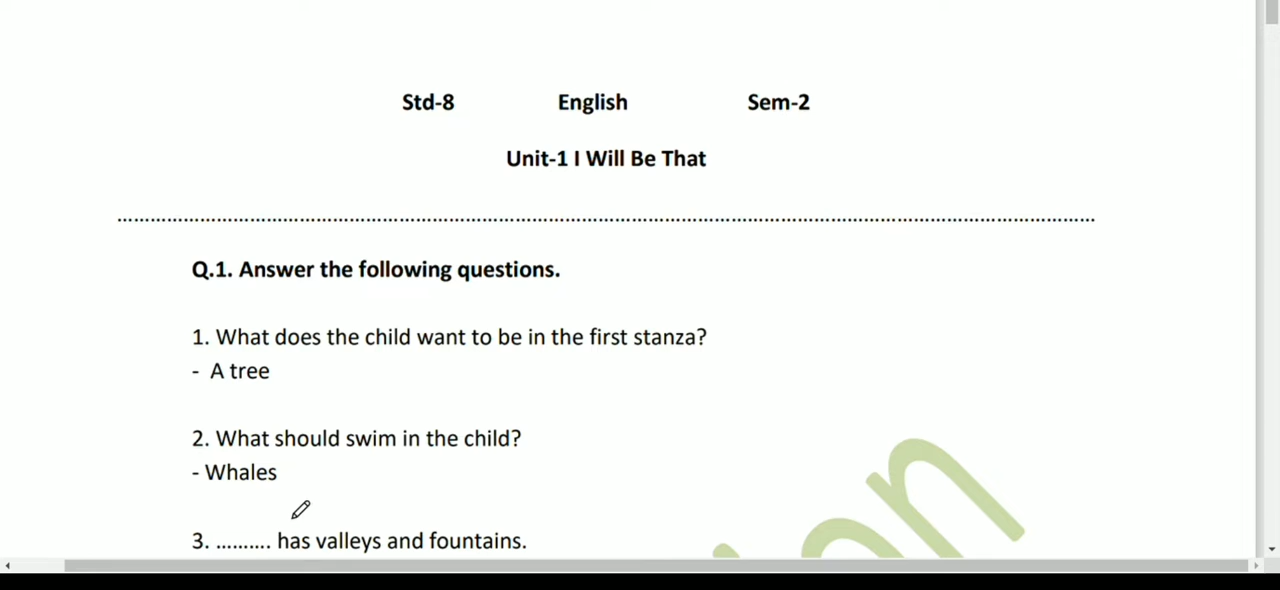 Std-8 English Sem-2
Unit-1 I Will Be That
................................................................................
Q.1. Answer the following questions.
1. What does the child want to be in the first stanza?
- A tree
2. What should swim in the child?
- Whales
3. .......... has valleys and fountains.